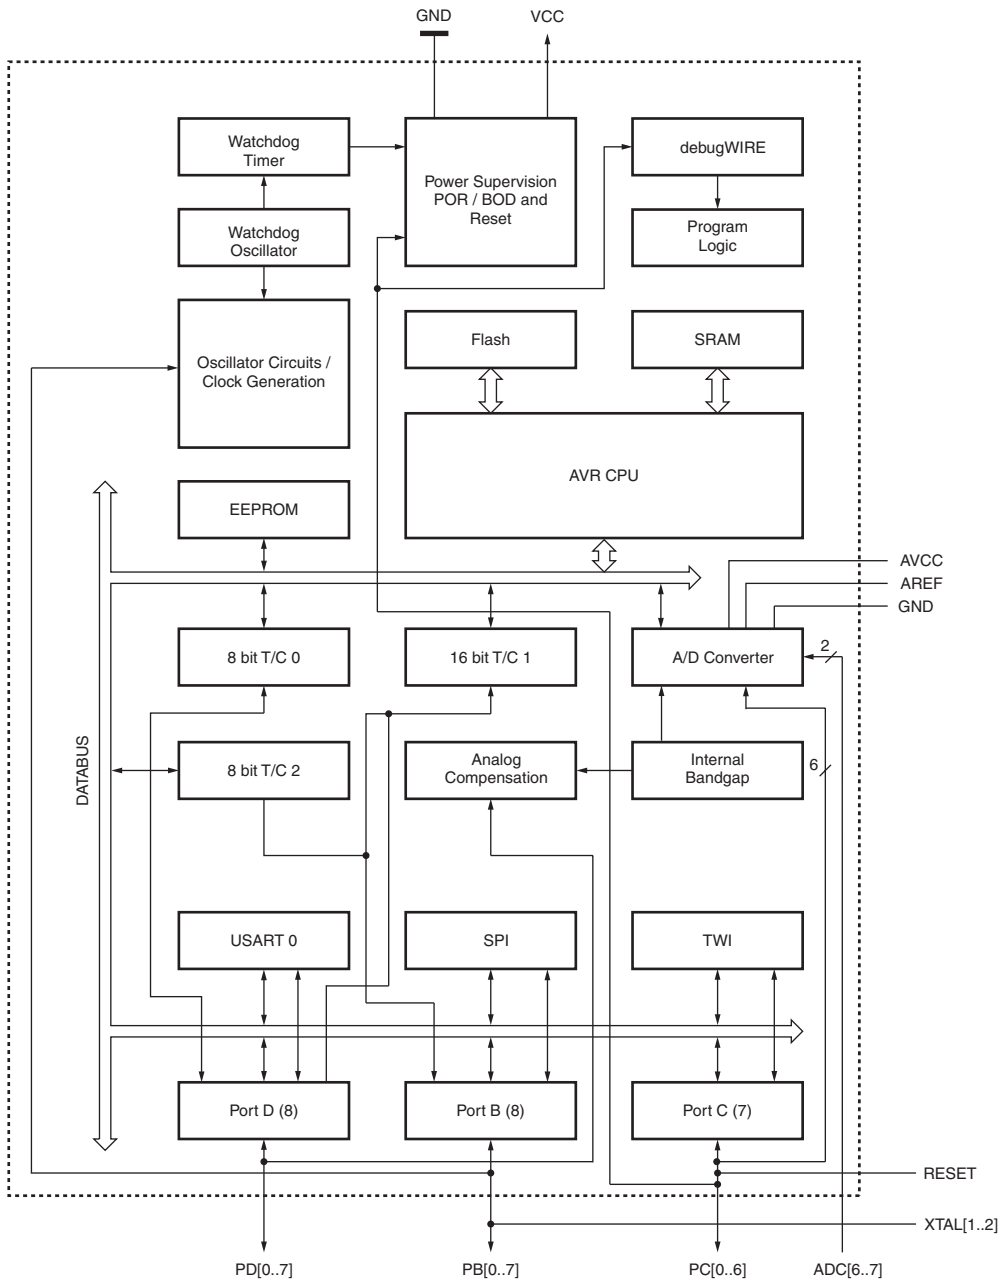 GND
VCC
Watchdog
Timer
Power Supervision
POR / BOD and
Reset
debugWIRE
Watchdog
Oscillator
Program
Logic
Oscillator Circuits /
Clock Generation
Flash
SRAM
AVR CPU
EEPROM
AVCC
AREF
GND
8 bit T/C 0
16 bit T/C 1
A/D Converter
2
DATABUS
8 bit T/C 2
Analog
Compensation
Internal
Bandgap
6
USART 0
SPI
TWI
Port D (8)
Port B (8)
Port C (7)
RESET
XTAL[1..2]
PD[0..7]
PB[0..7]
PC[0..6]
ADC[6..7]